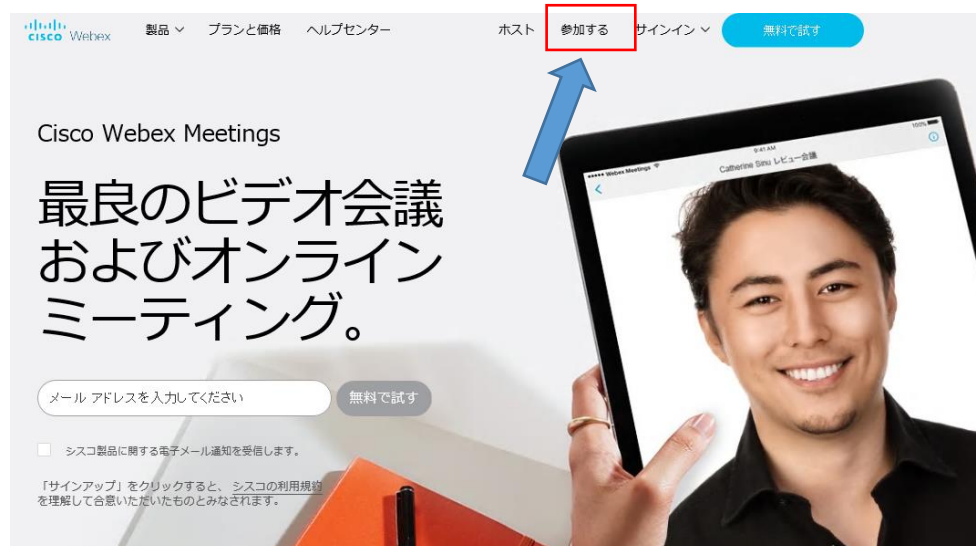 cisco Webex
製品 プランと価格 ヘルプセンター ホスト 参加する サインイン 無料で試す
Cisco Webex Meetings
最良のビデオ会議
およびオンライン
ミーティング。
メール アドレスを入力してください 無料で試す
シスコ製品に関する電子メール通知を受信します。
「サインアップ」をクリックすると、 シスコの利用規約
を理解して合意いただいたものとみなされます。
Webex Meetings 9:41 AM 100%
Catherine Sinu レビュー会議